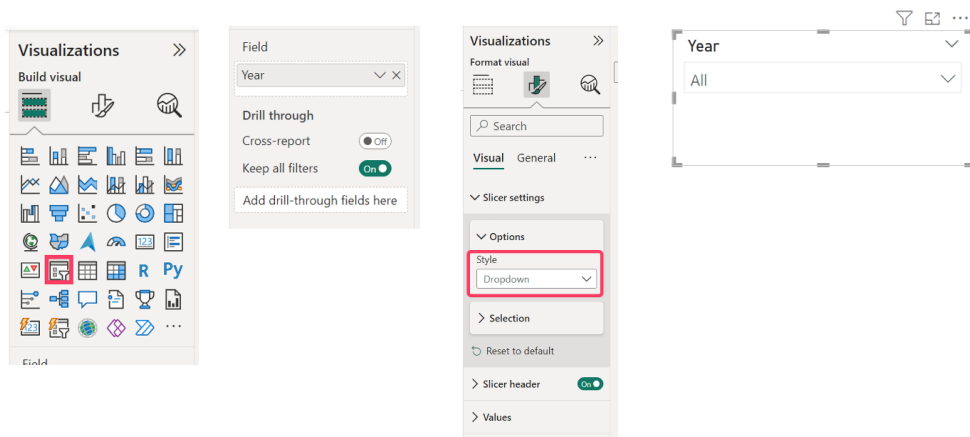 Visualizations
Build visual
123
R
Py
123
Field
Field
Year
Drill through
Cross-report
Off
Keep all filters
On
Add drill-through fields here
Visualizations
Format visual
Search
Visual General ...
Slicer settings
Options
Style
Dropdown
Selection
Reset to default
Slicer header
On
Values
Year
All